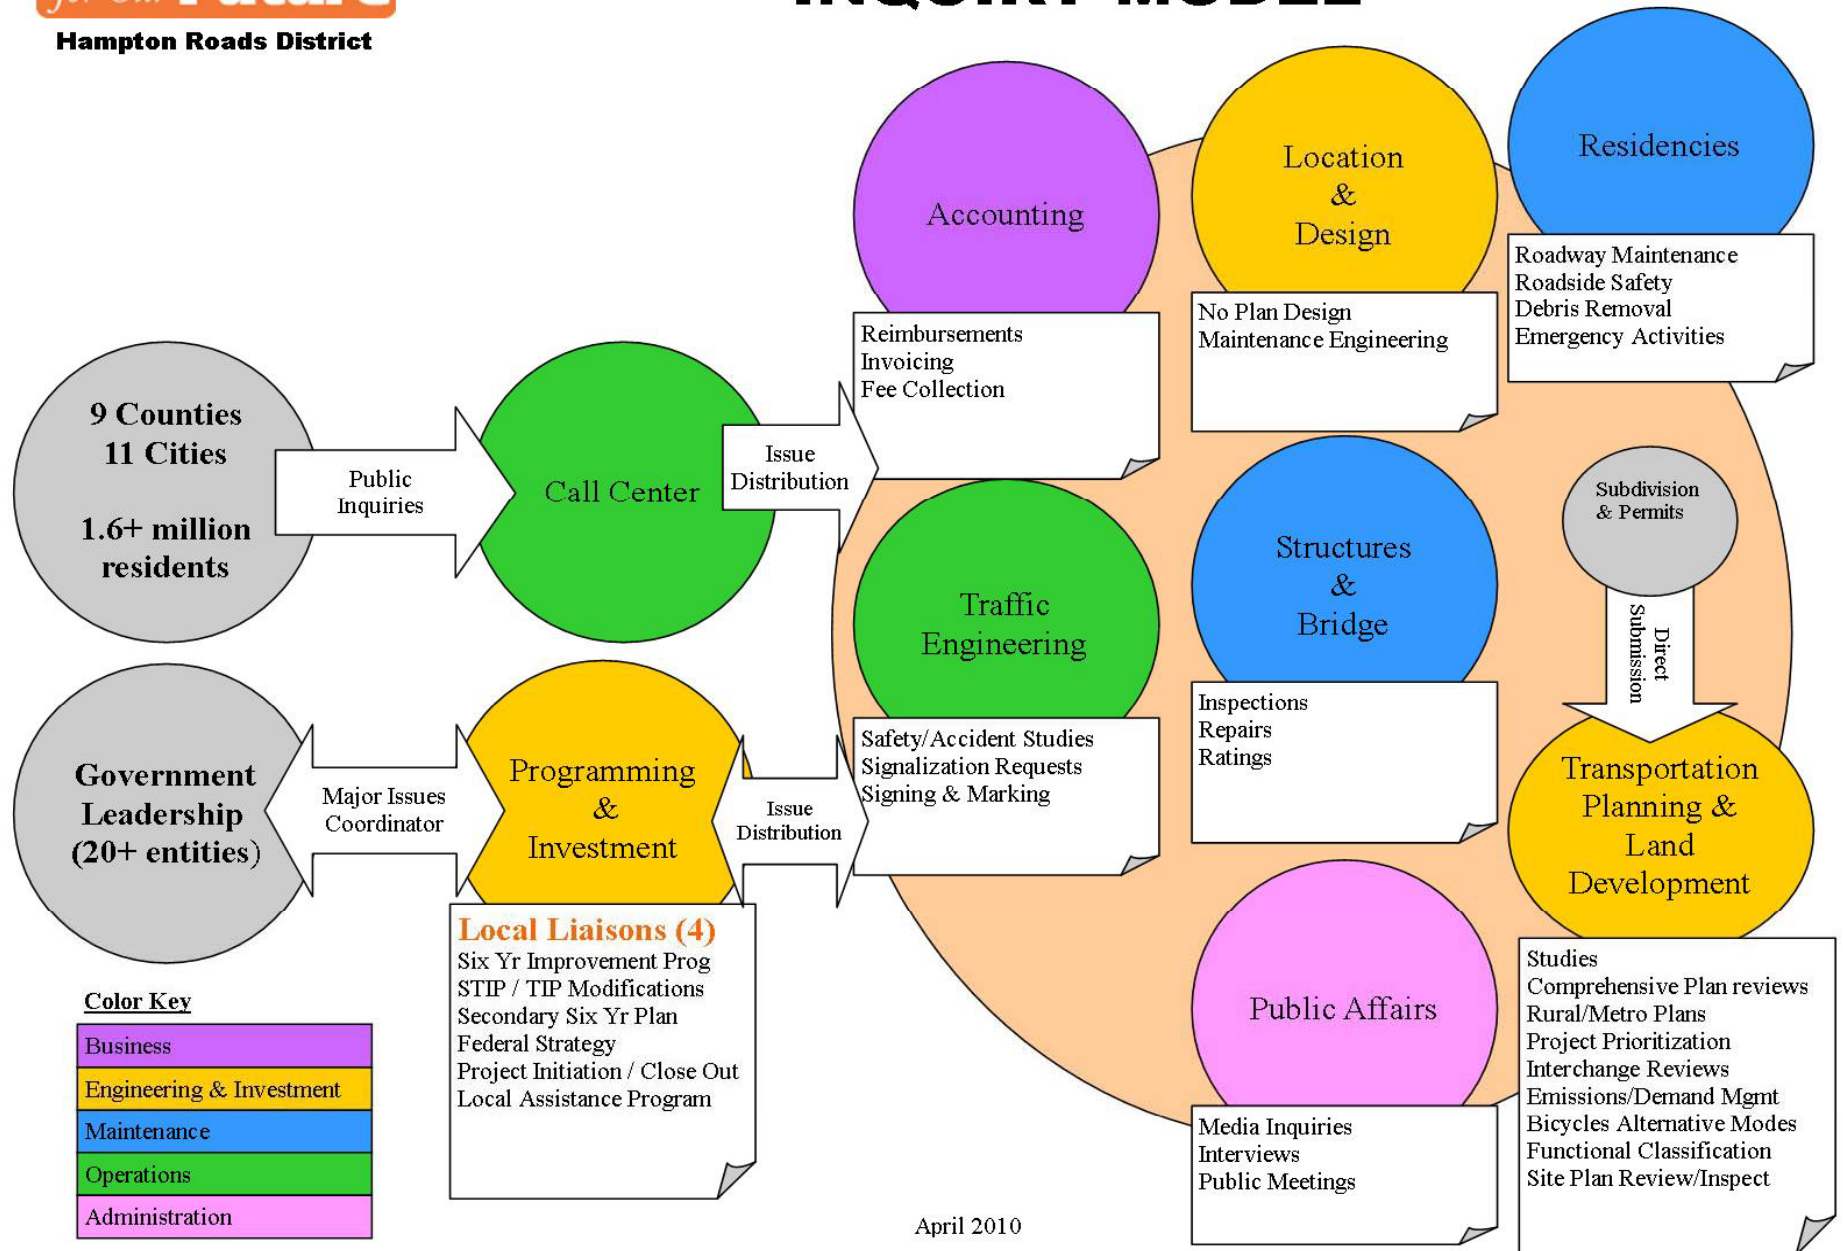 for Our Future
INQUIRY MODEL
Hampton Roads District
Accounting
Reimbursements
Invoicing
Fee Collection
Location
&
Design
No Plan Design
Maintenance Engineering
Residencies
Roadway Maintenance
Roadside Safety
Debris Removal
Emergency Activities
9 Counties
11 Cities
1.6+ million
residents
Public
Inquiries
Call Center
Issue
Distribution
Traffic
Engineering
Safety/Accident Studies
Signalization Requests
Signing & Marking
Structures
&
Bridge
Inspections
Repairs
Ratings
Subdivision
& Permits
Direct
Submission
Transportation
Planning &
Land
Development
Studies
Comprehensive Plan reviews
Rural/Metro Plans
Project Prioritization
Interchange Reviews
Emissions/Demand Mgmt
Bicycles Alternative Modes
Functional Classification
Site Plan Review/Inspect
Government
Leadership
(20+ entities)
Major Issues
Coordinator
Programming
&
Investment
Issue
Distribution
Local Liaisons (4)
Six Yr Improvement Prog
STIP / TIP Modifications
Secondary Six Yr Plan
Federal Strategy
Project Initiation / Close Out
Local Assistance Program
Public Affairs
Media Inquiries
Interviews
Public Meetings
Color Key
Business
Engineering & Investment
Maintenance
Operations
Administration
April 2010